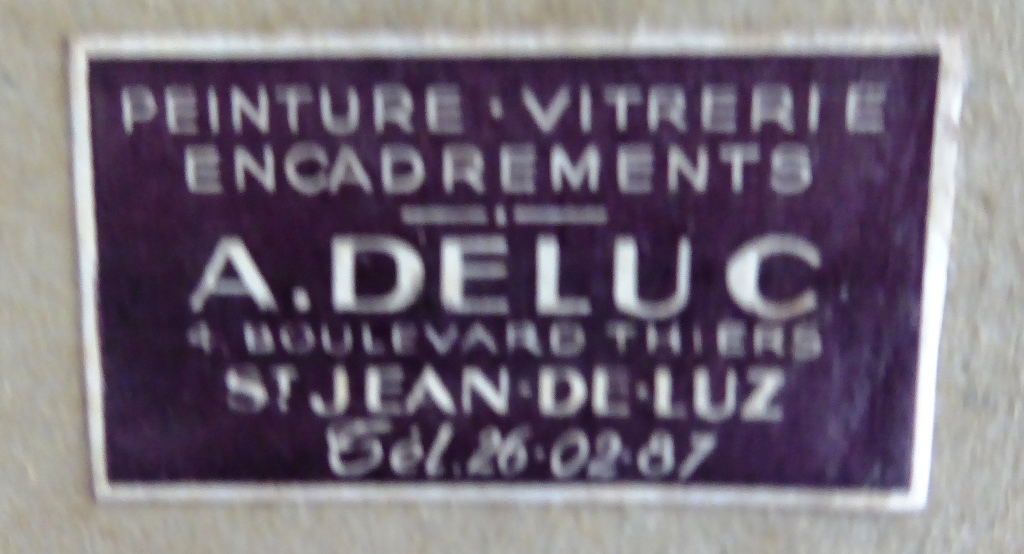 PEINTURE · VITRERIE
ENCADREMENTS
A. DELUC
4, BOULEVARD THIERS
ST JEAN-DE-LUZ
Tél. 26-02-87